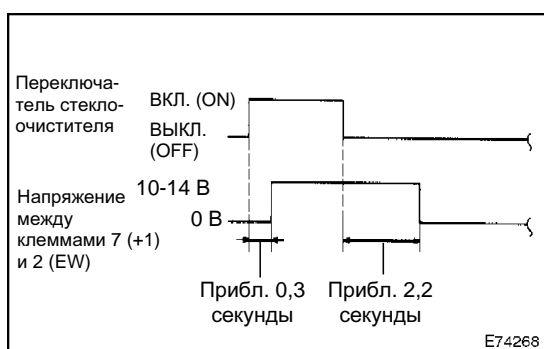 Переключа-
тель стекло-
очистителя
ВКЛ. (ON)
ВЫКЛ.
(OFF)
Напряжение
между
клеммами 7 (+1)
и 2 (EW)
10-14 В
0 В
Прибл. 0,3
секунды
Прибл. 2,2
секунды
E74268